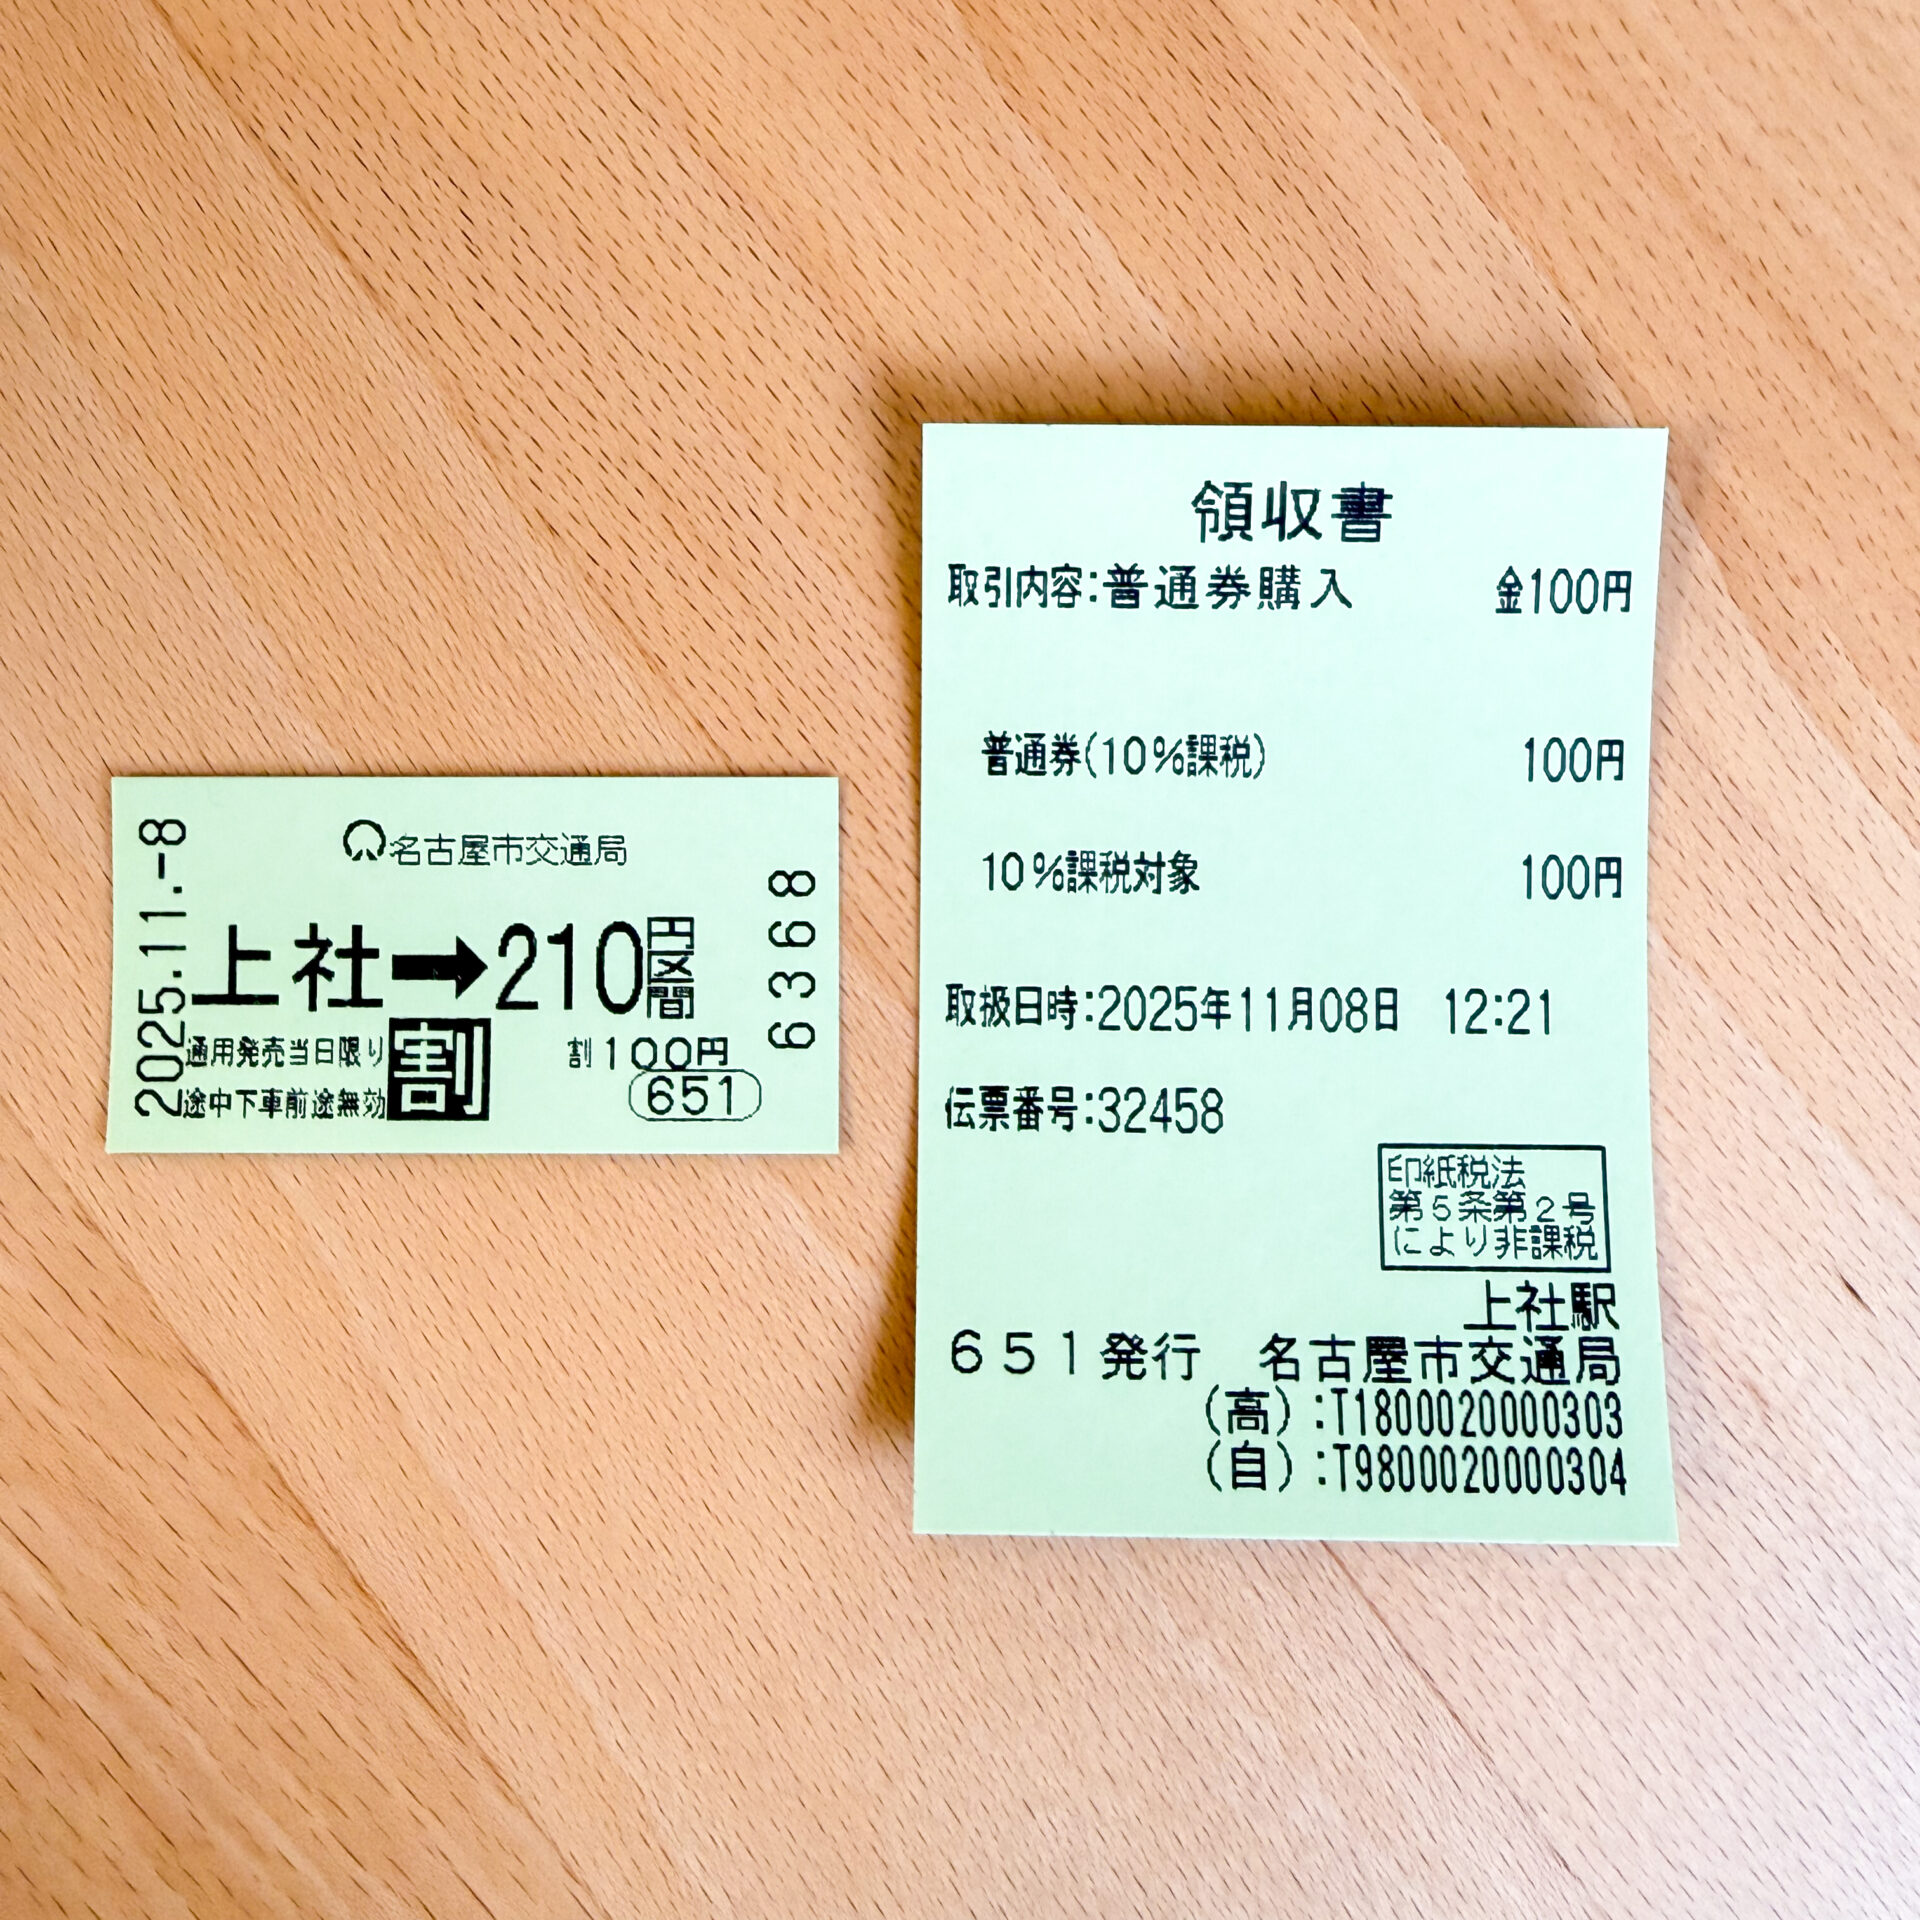 2025.11.-8
名古屋市交通局
上社→210円区間
通用発売当日限り
途中下車前途無効
割
割100円
651
6368
領収書
取引内容:普通券購入 金100円
普通券(10%課税) 100円
10%課税対象 100円
取扱日時:2025年11月08日 12:21
伝票番号:32458
印紙税法
第5条第2号
により非課税
上社駅
651発行 名古屋市交通局
(高):T1800020000303
(自):T9800020000304